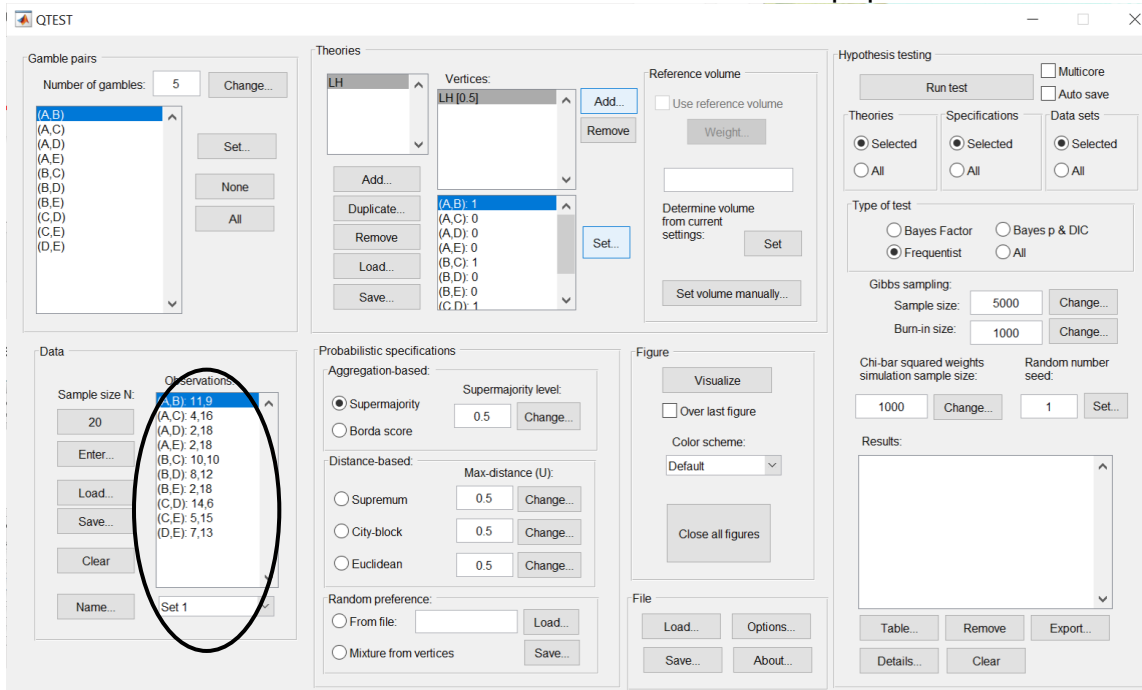 QTEST
Gamble pairs
Number of gambles: 5 Change...
(A,B)
(A,C)
(A,D)
(A,E)
(B,C)
(B,D)
(B,E)
(C,D)
(C,E)
(D,E)
Set...
None
All
Theories
LH
Add...
Duplicate...
Remove
Load...
Save...
Vertices:
LH [0.5]
Add...
Remove
(A,B): 1
(A,C): 0
(A,D): 0
(A,E): 0
(B,C): 1
(B,D): 0
(B,E): 0
(C,D): 1
Set...
Reference volume
Use reference volume
Weight...
Determine volume
from current
settings:
Set
Set volume manually...
Hypothesis testing
Run test
Multicore
Auto save
Theories
Selected
All
Specifications
Selected
All
Data sets
Selected
All
Type of test
Bayes Factor Bayes p & DIC
Frequentist All
Gibbs sampling:
Sample size: 5000 Change...
Burn-in size: 1000 Change...
Chi-bar squared weights
simulation sample size:
1000 Change...
Random number
seed:
1 Set...
Results:
Table... Remove Export...
Details... Clear
Data
Sample size N:
20
Enter...
Load...
Save...
Clear
Name...
Observations:
(A,B): 11,9
(A,C): 4,16
(A,D): 2,18
(A,E): 2,18
(B,C): 10,10
(B,D): 8,12
(B,E): 2,18
(C,D): 14,6
(C,E): 5,15
(D,E): 7,13
Set 1
Probabilistic specifications
Aggregation-based:
Supermajority level:
Supermajority 0.5 Change...
Borda score
Distance-based:
Max-distance (U):
Supremum 0.5 Change...
City-block 0.5 Change...
Euclidean 0.5 Change...
Random preference:
From file: Load...
Mixture from vertices Save...
Figure
Visualize
Over last figure
Color scheme:
Default
Close all figures
File
Load... Options...
Save... About...